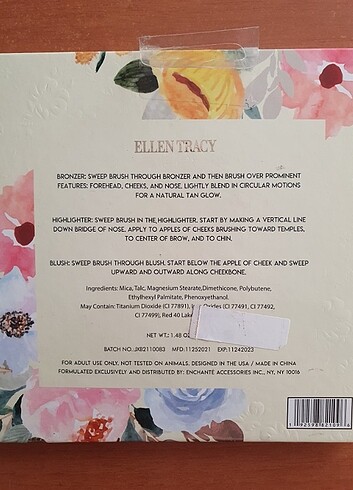 ELLEN TRACY
BRONZER: SWEEP BRUSH THROUGH BRONZER AND THEN BRUSH OVER PROMINENT
FEATURES: FOREHEAD, CHEEKS, AND NOSE, LIGHTLY BLEND IN CIRCULAR MOTIONS
FOR A NATURAL TAN GLOW.
HIGHLIGHTER: SWEEP BRUSH IN THE HIGHLIGHTER. START BY MAKING A VERTICAL LINE
DOWN BRIDGE OF NOSE, APPLY TO APPLES OF CHEEKS BRUSHING TOWARD TEMPLES,
TO CENTER OF BROW, AND TO CHIN.
BLUSH: SWEEP BRUSH THROUGH BLUSH, START BELOW THE APPLE OF CHEEK AND SWEEP
UPWARD AND OUTWARD ALONG CHEEKBONE.
Ingredients: Mica, Talc, Magnesium Stearate, Dimethicone, Polybutene,
Ethylhexyl Palmitate, Phenoxyethanol.
May Contain: Titanium Dioxide (CI 77891), Oxides (CI 77491, CI 77492,
CI 77499), Red 40 Lake
NET WT.: 1.48 OZ
BATCH NO. JXB2110083 MFD:11252021 EXP:11242023
FOR ADULT USE ONLY, NOT TESTED ON ANIMALS. DESIGNED IN THE USA / MADE IN CHINA
FORMULATED EXCLUSIVELY AND DISTRIBUTED BY: ENCHANTE ACCESSORIES INC., NY, NY 10016